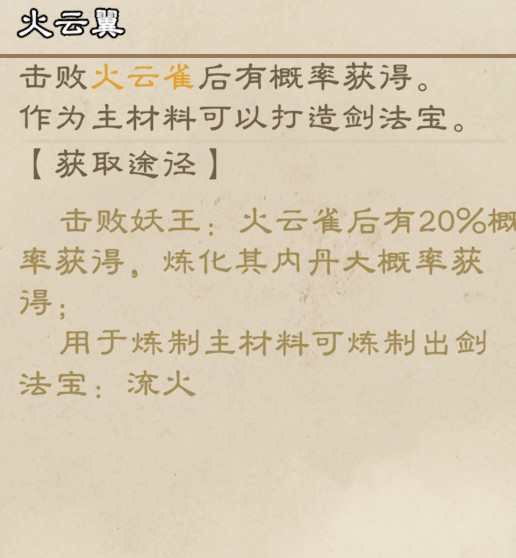 火云翼
击败火云雀后有概率获得。
作为主材料可以打造剑法宝。
【获取途径】
击败妖王：火云雀后有20%概
率获得，炼化其内丹大概率获
得；
用于炼制主材料可炼制出剑
法宝：流火